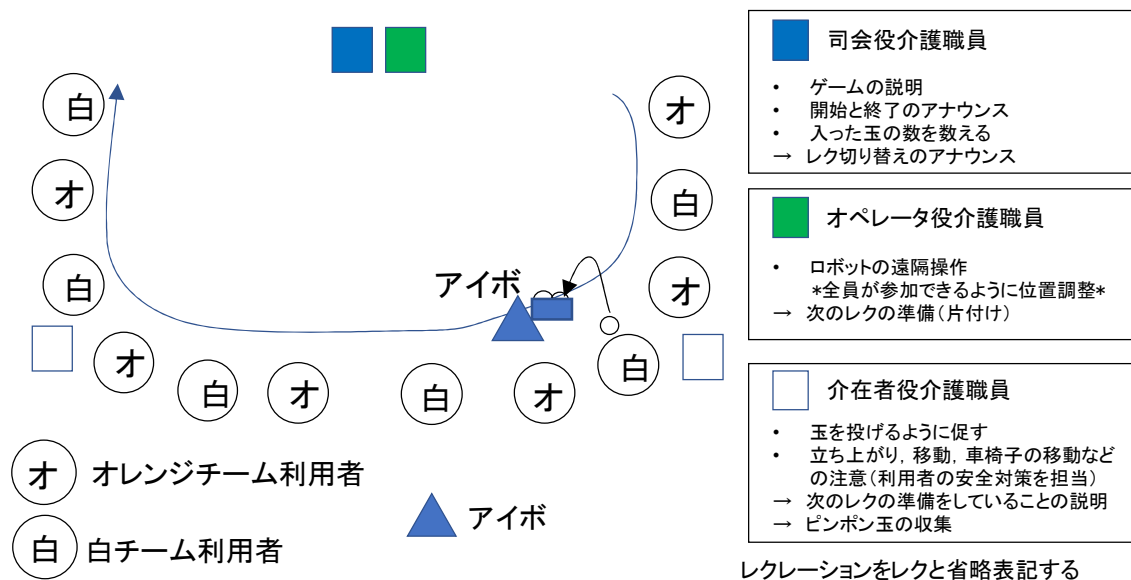 白
オ
白
オ
白
オ
白
オ
白
オ
白
オ
アイボ
オ オレンジチーム利用者
白 白チーム利用者
アイボ
司会役介護職員
• ゲームの説明
• 開始と終了のアナウンス
• 入った玉の数を数える
→ レク切り替えのアナウンス
オペレータ役介護職員
• ロボットの遠隔操作
*全員が参加できるように位置調整*
→ 次のレクの準備(片付け)
介在者役介護職員
• 玉を投げるように促す
• 立ち上がり, 移動, 車椅子の移動など
の注意(利用者の安全対策を担当)
→ 次のレクの準備をしていることの説明
→ ピンポン玉の収集
レクレーションをレクと省略表記する